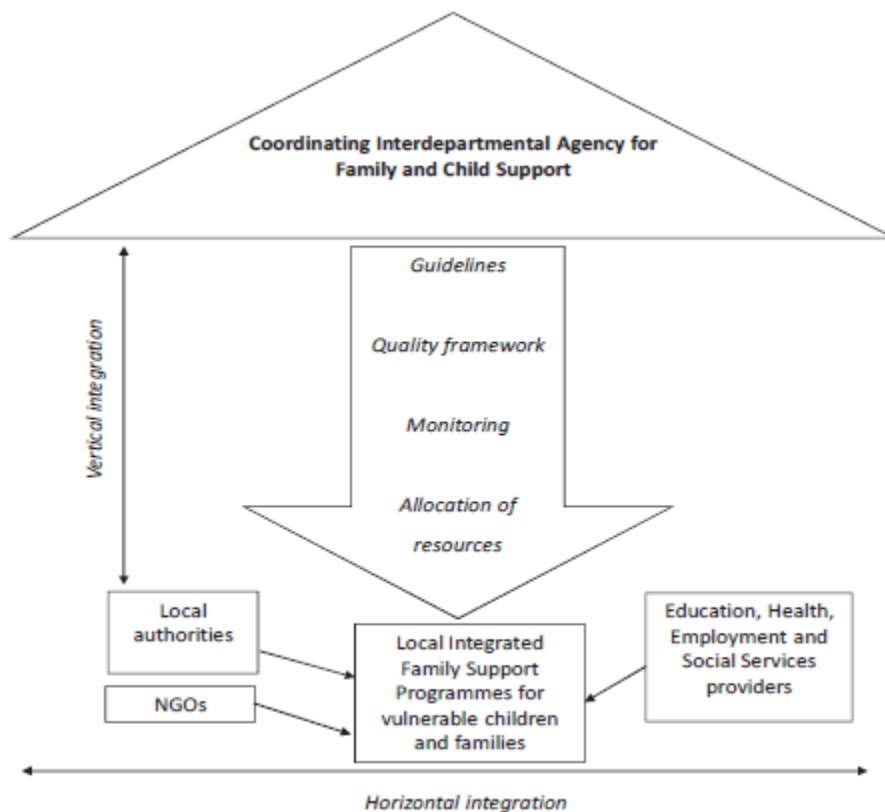 Coordinating Interdepartmental Agency for
Family and Child Support
Guidelines
Quality framework
Monitoring
Allocation of
resources
Vertical integration
Local
authorities
NGOs
Local Integrated
Family Support
Programmes for
vulnerable children
and families
Education, Health,
Employment and
Social Services
providers
Horizontal integration